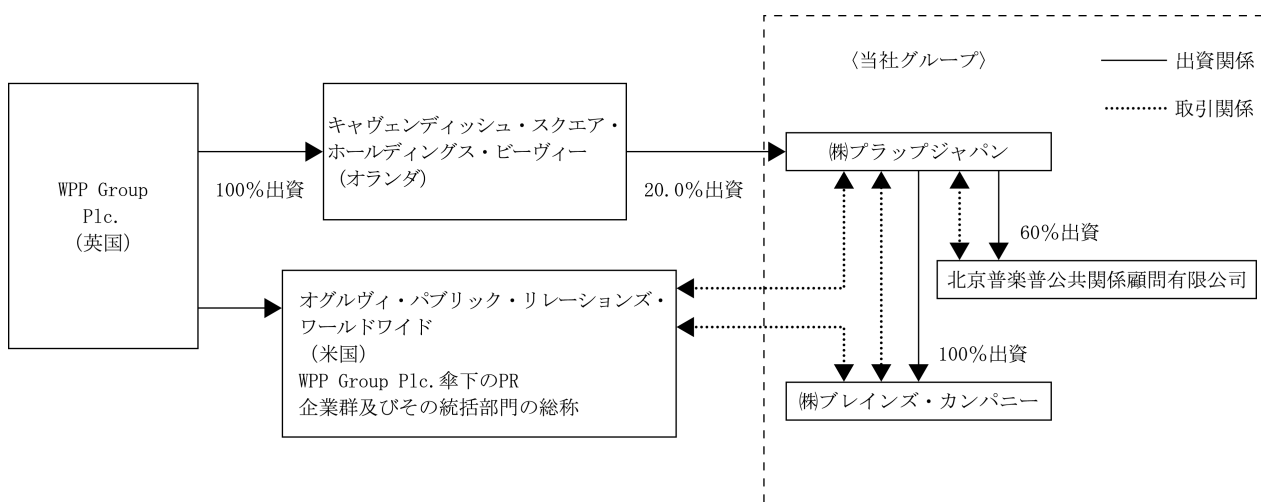 〈当社グループ〉
出資関係
取引関係
WPP Group
Plc.
(英国)
100%出資
キャヴェンディッシュ・スクエア・
ホールディングス・ビーヴィー
(オランダ)
20.0%出資
㈱プラップジャパン
60%出資
北京普楽普公共関係顧問有限公司
オグルヴィ・パブリック・リレーションズ・
ワールドワイド
(米国)
WPP Group Plc.傘下のPR
企業群及びその統括部門の総称
100%出資
㈱ブレインズ・カンパニー